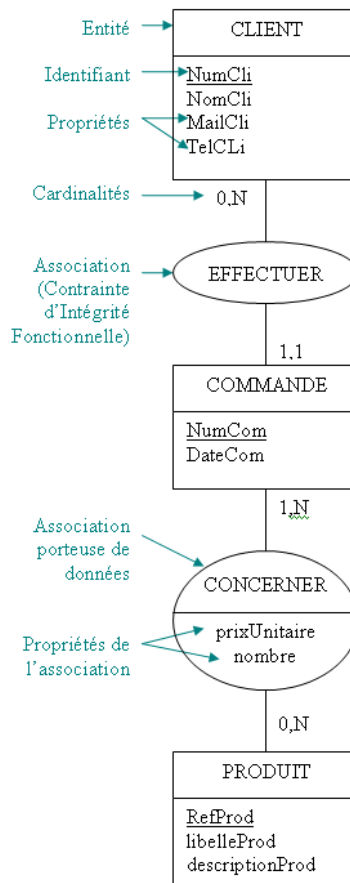 Entité
CLIENT
Identifiant
NumCli
NomCli
Propriétés
MailCli
TelCLi
Cardinalités
0,N
Association
(Contrainte
d'Intégrité
Fonctionnelle)
EFFECTUER
1,1
COMMANDE
NumCom
DateCom
1,N
Association
porteuse de
données
CONCERNER
Propriétés de
l'association
prixUnitaire
nombre
0,N
PRODUIT
RefProd
libelleProd
descriptionProd